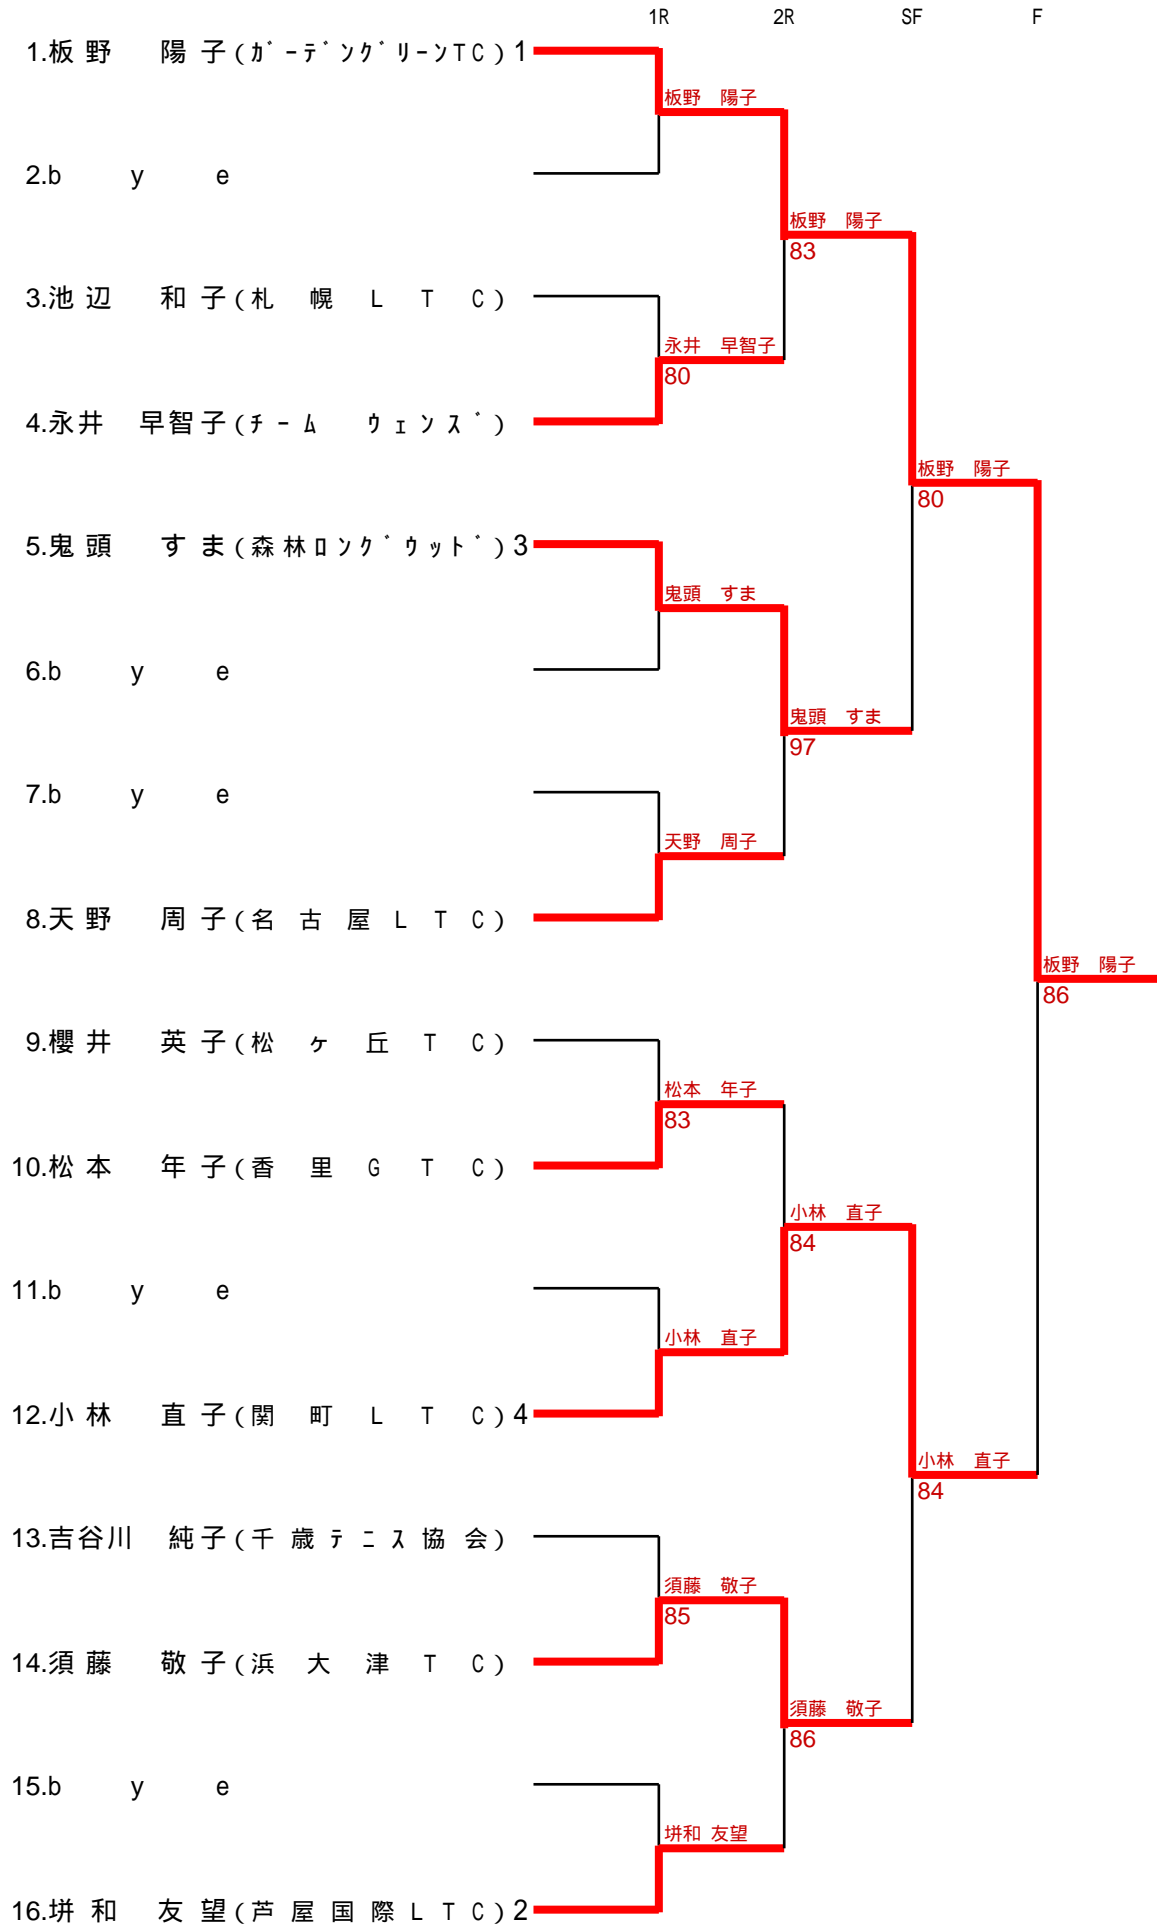 1R 2R SF F
1.板野 陽子(ｶﾞｰﾃﾞﾝｸﾞﾘｰﾝTC)1
板野 陽子
2.b y e
板野 陽子
83
3.池辺 和子(札幌LTC)
永井 早智子
80
4.永井 早智子(ﾁｰﾑ ｳｪﾝｽﾞ)
板野 陽子
80
5.鬼頭 すま(森林ﾛﾝｸﾞｳｯﾄﾞ)3
鬼頭 すま
6.b y e
鬼頭 すま
97
7.b y e
天野 周子
8.天野 周子(名古屋LTC)
板野 陽子
86
9.櫻井 英子(松ヶ丘TC)
松本 年子
83
10.松本 年子(香里GTC)
小林 直子
84
11.b y e
小林 直子
12.小林 直子(関町LTC)4
小林 直子
84
13.吉谷川 純子(千歳ﾃﾆｽ協会)
須藤 敬子
85
14.須藤 敬子(浜大津TC)
須藤 敬子
86
15.b y e
垪和 友望
16.垪和 友望(芦屋国際LTC)2